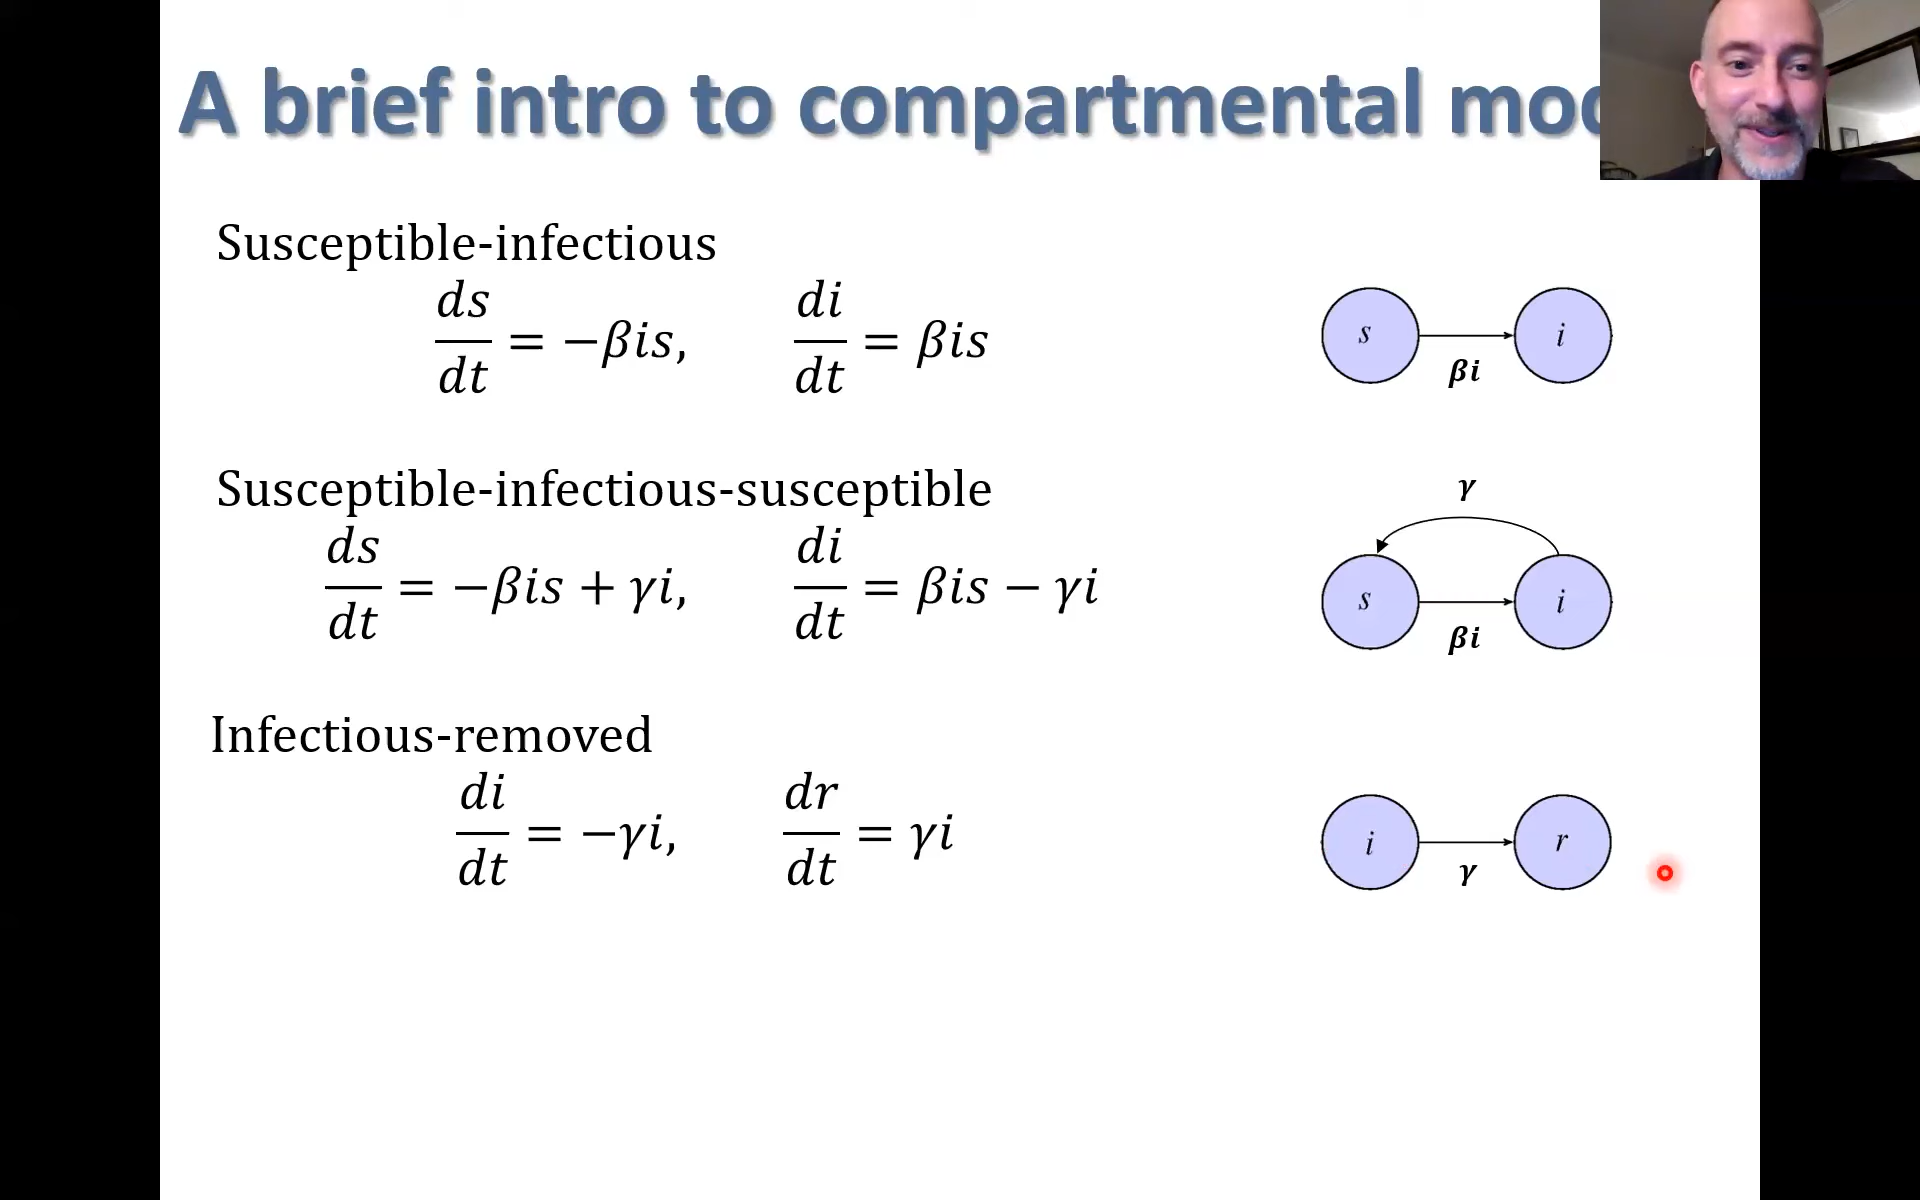 A brief intro to compartmental mod
Susceptible-infectious
ds/dt = −βis, di/dt = βis
s i
βi
Susceptible-infectious-susceptible
ds/dt = −βis + γi, di/dt = βis − γi
γ
s i
βi
Infectious-removed
di/dt = −γi, dr/dt = γi
i r
γ